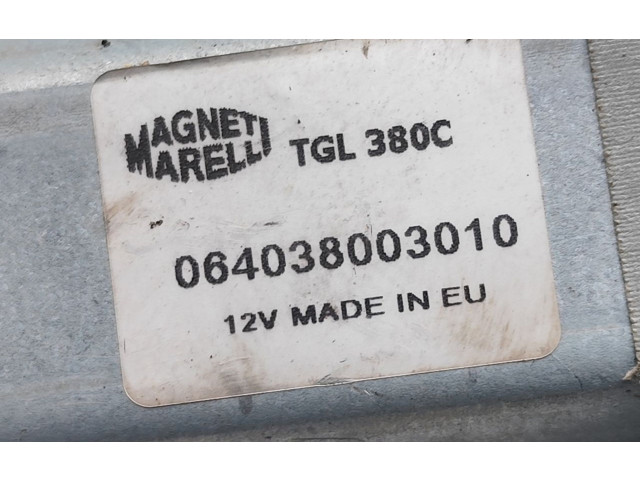 MAGNETI
MARELLI
TGL 380C
064038003010
12V MADE IN EU